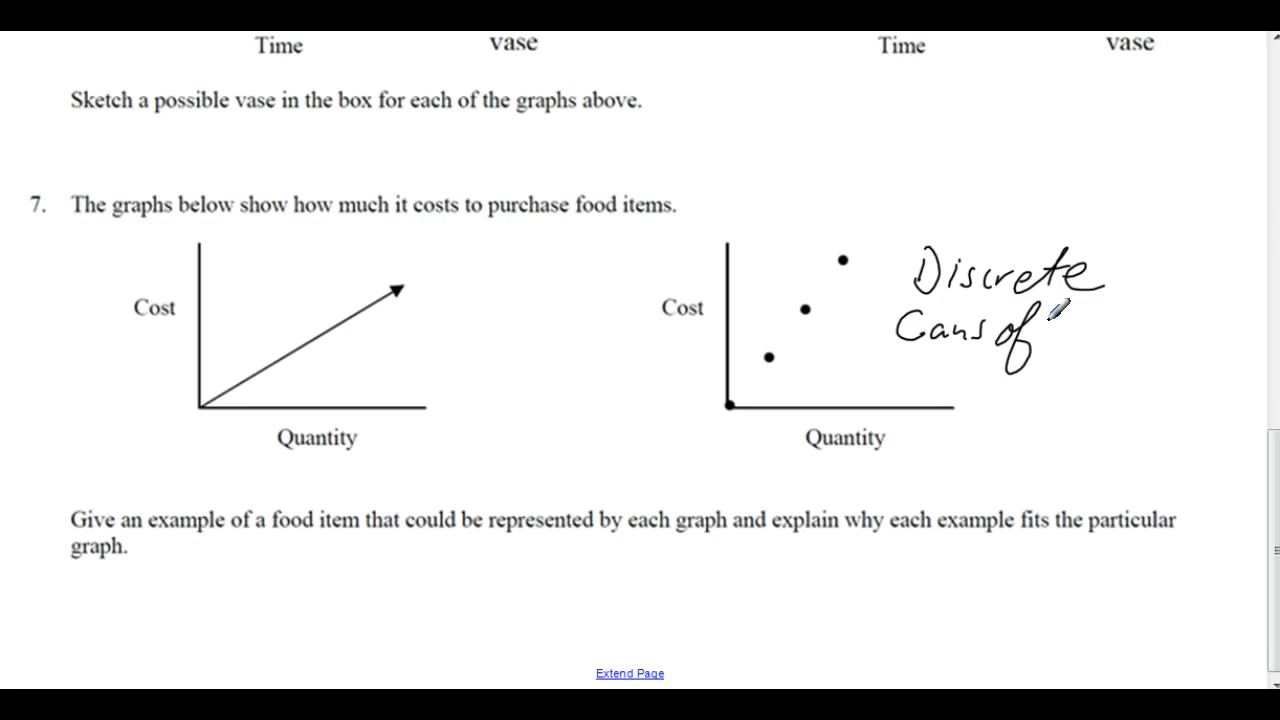 Time vase Time vase
Sketch a possible vase in the box for each of the graphs above.
7. The graphs below show how much it costs to purchase food items.
Cost
Quantity
Cost
Quantity
Discrete
Cans of
Give an example of a food item that could be represented by each graph and explain why each example fits the particular
graph.
Extend Page